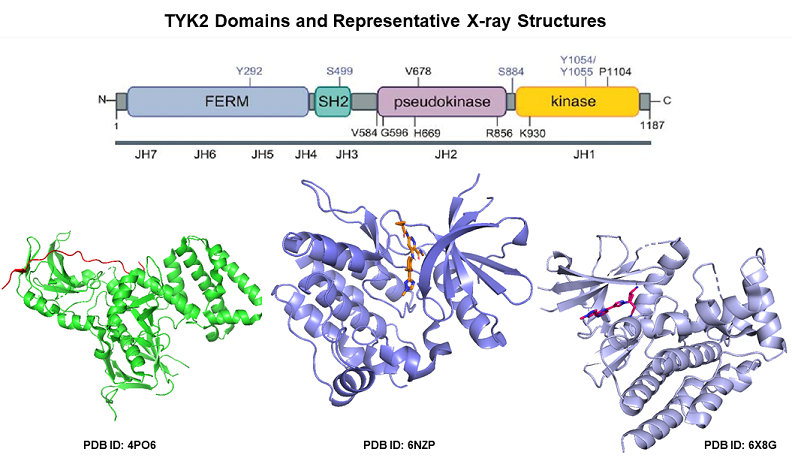 TYK2 Domains and Representative X-ray Structures
Y1054/
Y292 S499 V678 S884 Y1055 P1104
N FERM SH2 pseudokinase kinase C
1 V584 G596 H669 R856 K930 1187
JH7 JH6 JH5 JH4 JH3 JH2 JH1
PDB ID: 4PO6 PDB ID: 6NZP PDB ID: 6X8G